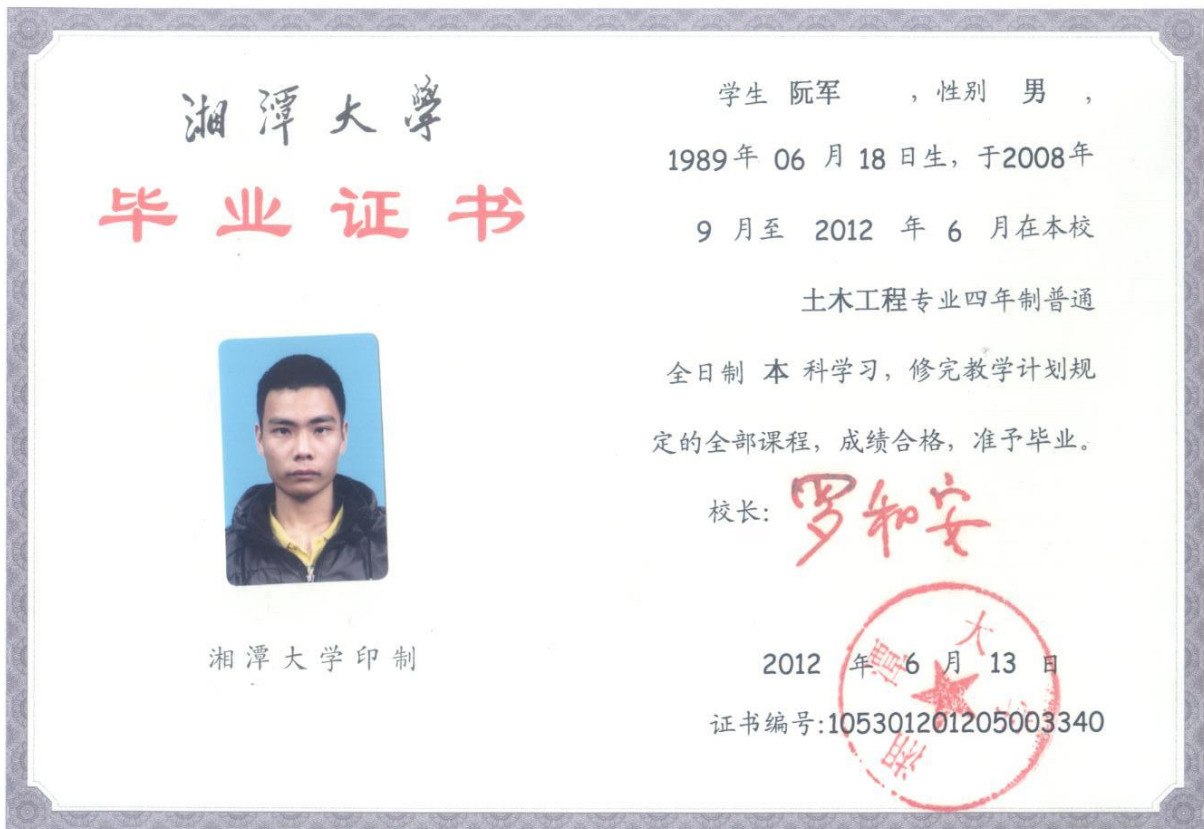 湘潭大學
毕业证书
湘潭大学印制
学生 阮军 ，性别 男 ，
1989年 06 月 18 日生，于2008年
9 月至 2012 年 6 月在本校
土木工程专业四年制普通
全日制 本 科学习，修完教学计划规
定的全部课程，成绩合格，准予毕业。
校长：罗和安
2012 年 6 月 13 日
证书编号:105301201205003340
湘潭大学